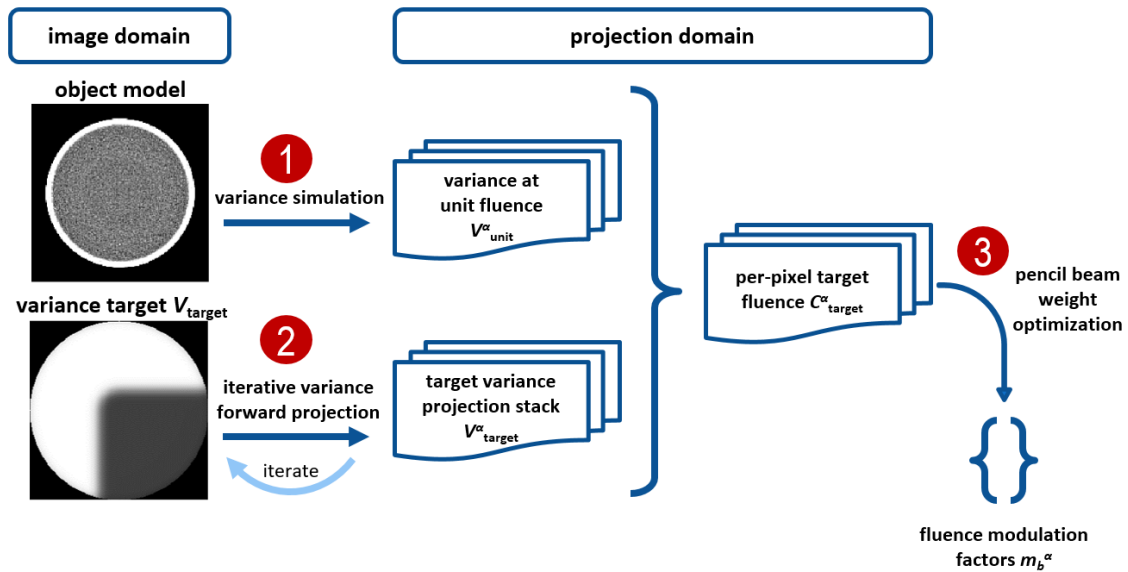 image domain
projection domain
object model
1
variance simulation
variance at
unit fluence
V^α_unit
variance target V_target
2
iterative variance
forward projection
iterate
target variance
projection stack
V^α_target
per-pixel target
fluence C^α_target
3
pencil beam
weight
optimization
{ }
fluence modulation
factors m_b^α